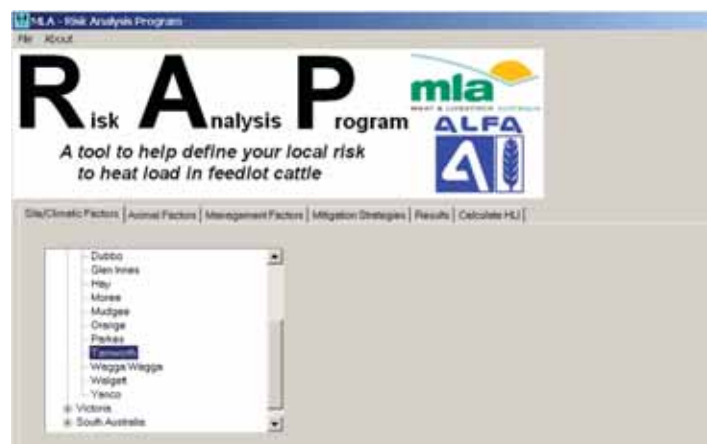 MLA - Risk Analysis Program
File About
Risk Analysis Program
A tool to help define your local risk
to heat load in feedlot cattle
mla
MEAT & LIVESTOCK AUSTRALIA
ALFA
Site/Climatic Factors Animal Factors Management Factors Mitigation Strategies Results Calculate HLI
Dubbo
Glen Innes
Hay
Moree
Mudgee
Orange
Parkes
Tamworth
Wagga Wagga
Walgett
Yanco
Victoria
South Australia